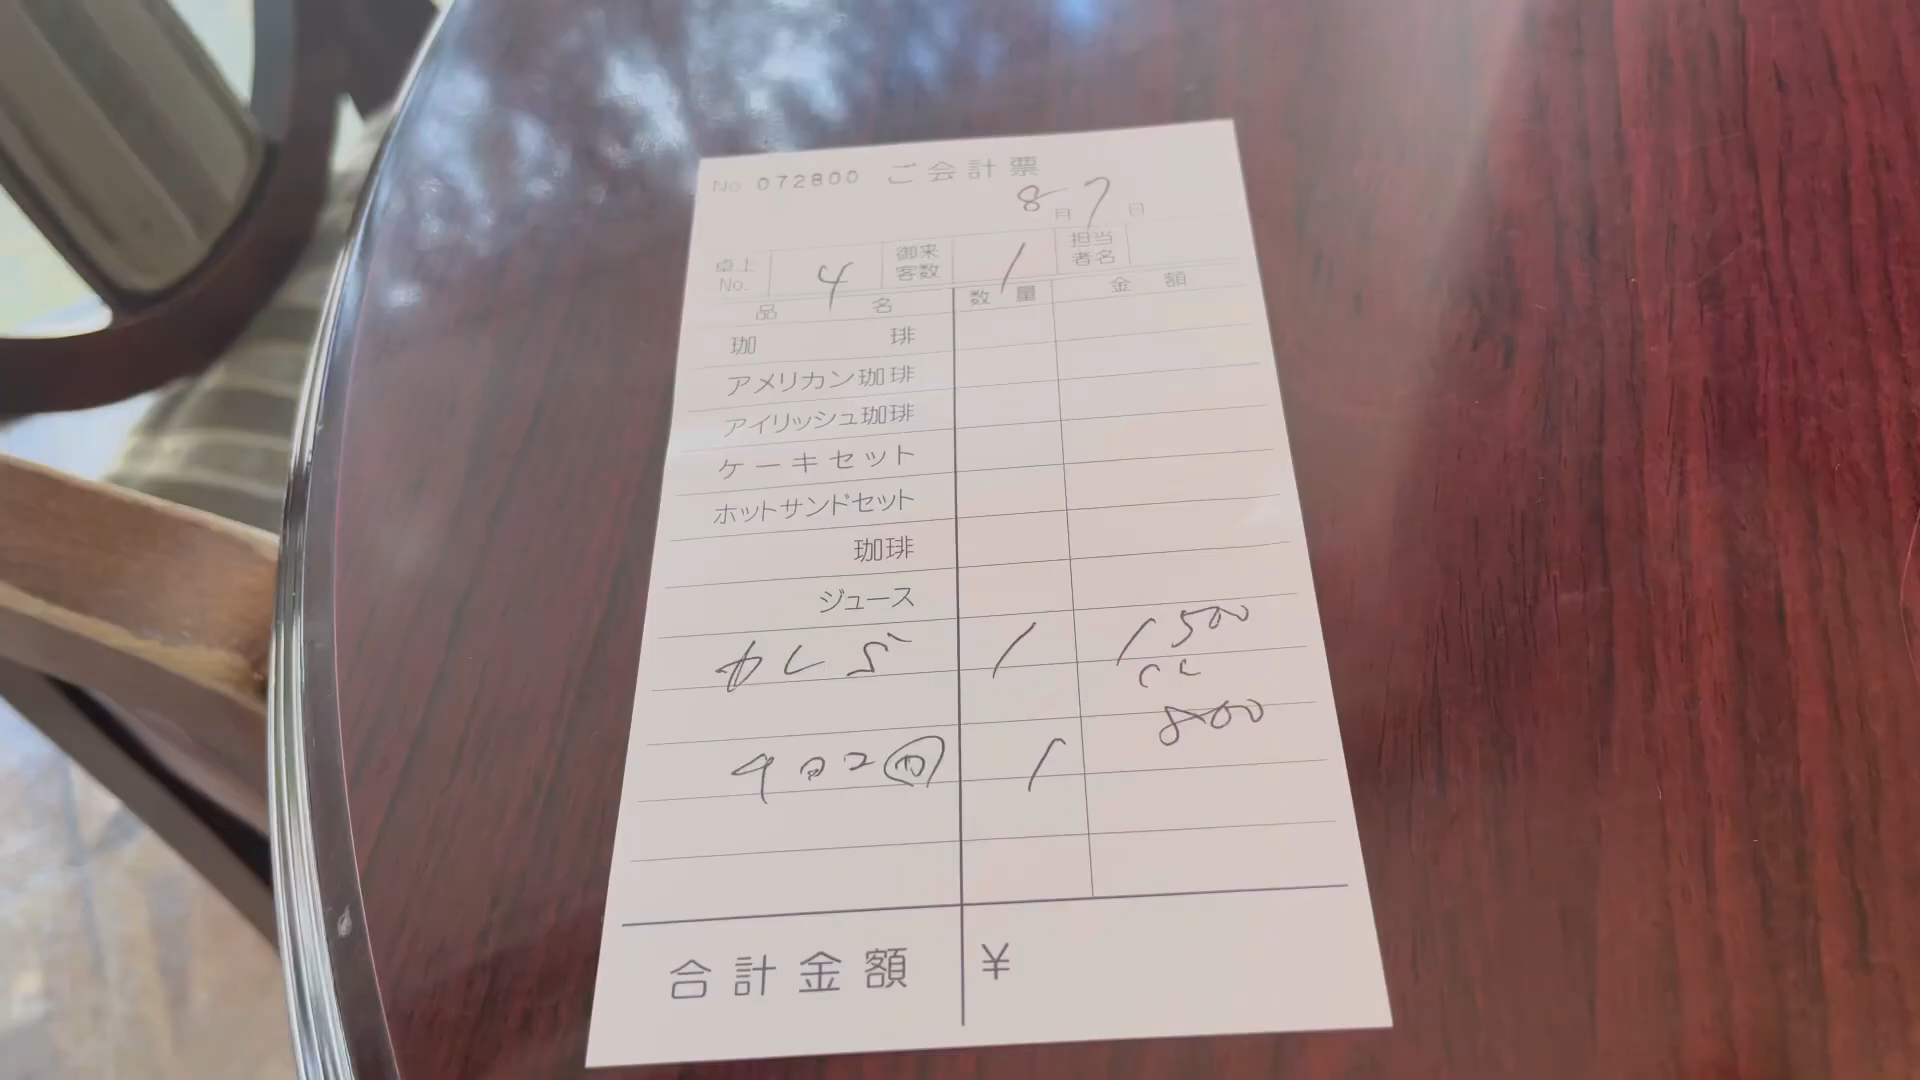 No. 072800 ご会計票
8月7日
卓上No. 4 御来客数 1 担当者名
品名 数量 金額
珈琲
アメリカン珈琲
アイリッシュ珈琲
ケーキセット
ホットサンドセット
珈琲
ジュース
1 1500
1 800
合計金額 ¥